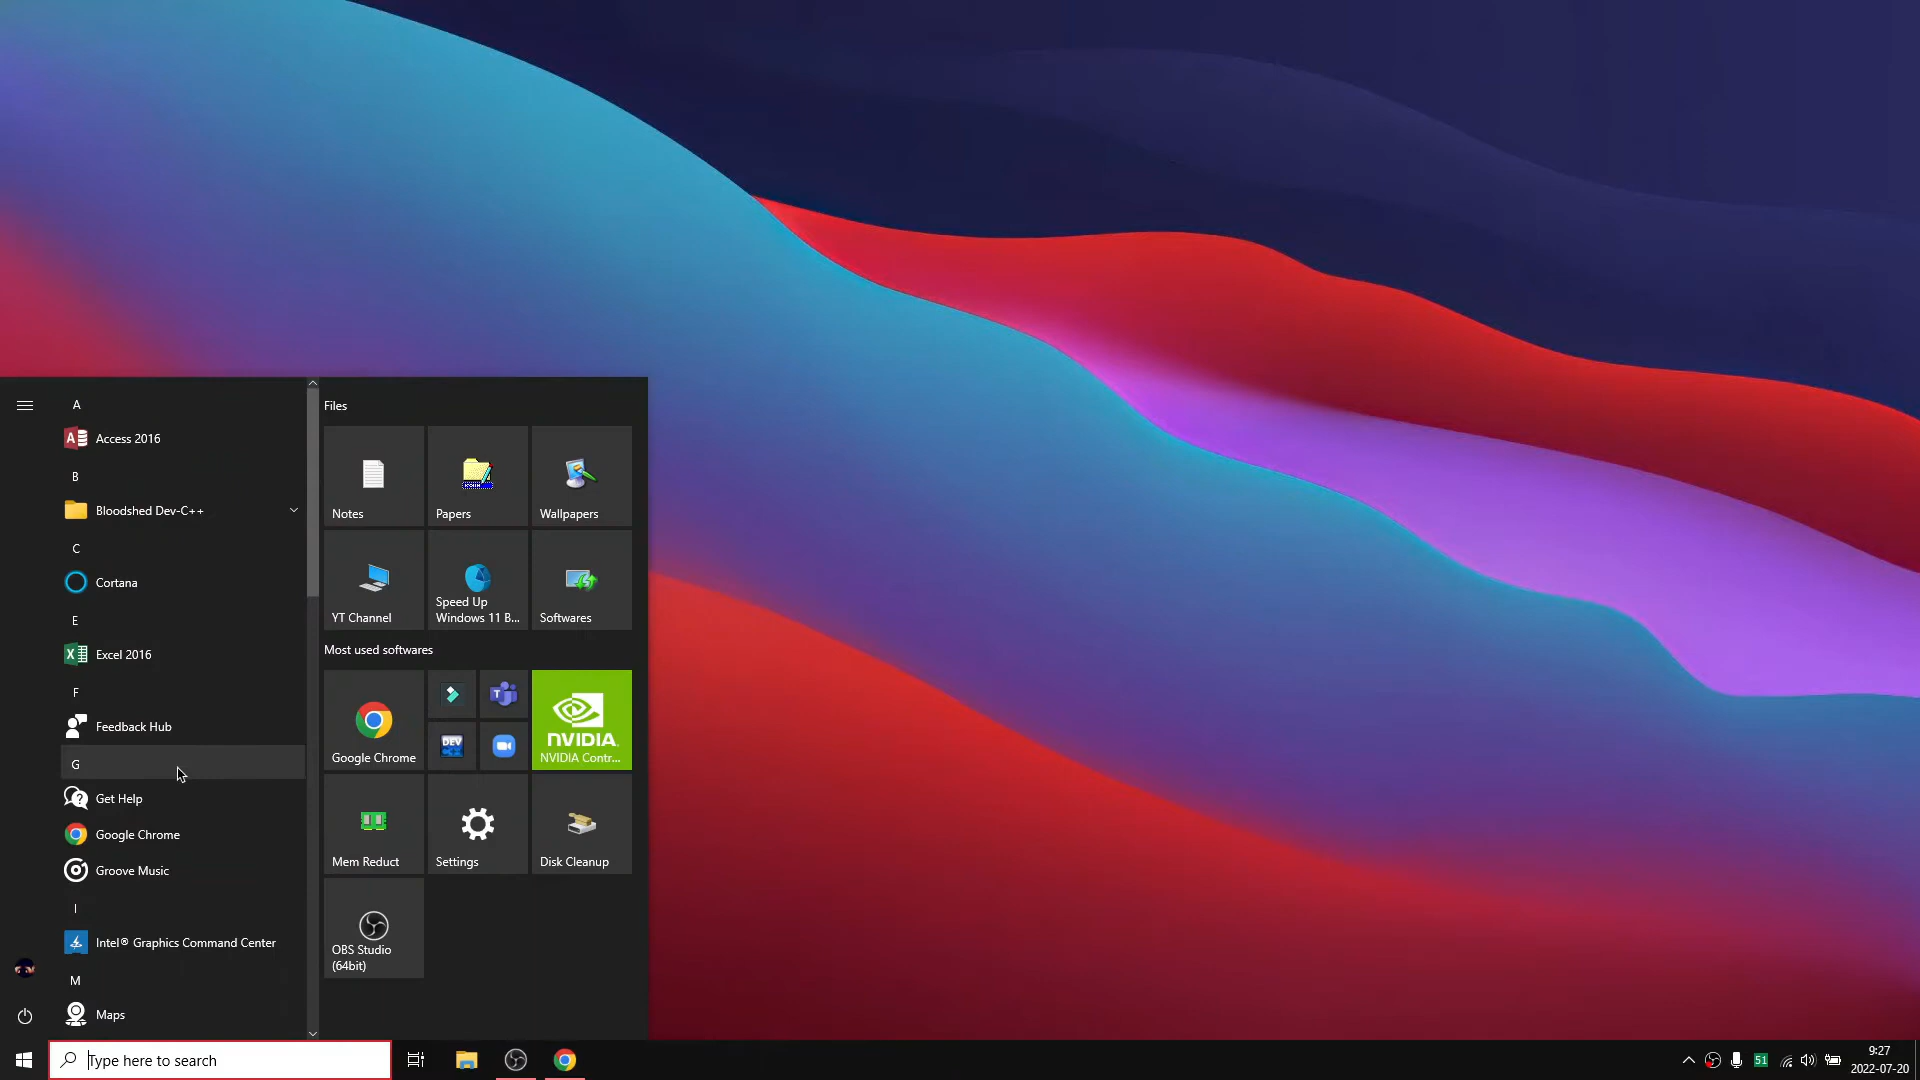 A
Access 2016
B
Bloodshed Dev-C++
C
Cortana
E
Excel 2016
F
Feedback Hub
G
Get Help
Google Chrome
Groove Music
I
Intel® Graphics Command Center
M
Maps
Files
Notes
Papers
Wallpapers
YT Channel
Speed Up
Windows 11 B...
Softwares
Most used softwares
Google Chrome
T
DEV
NVIDIA.
NVIDIA Contr...
Mem Reduct
Settings
Disk Cleanup
OBS Studio
(64bit)
Type here to search
51
9:27
2022-07-20